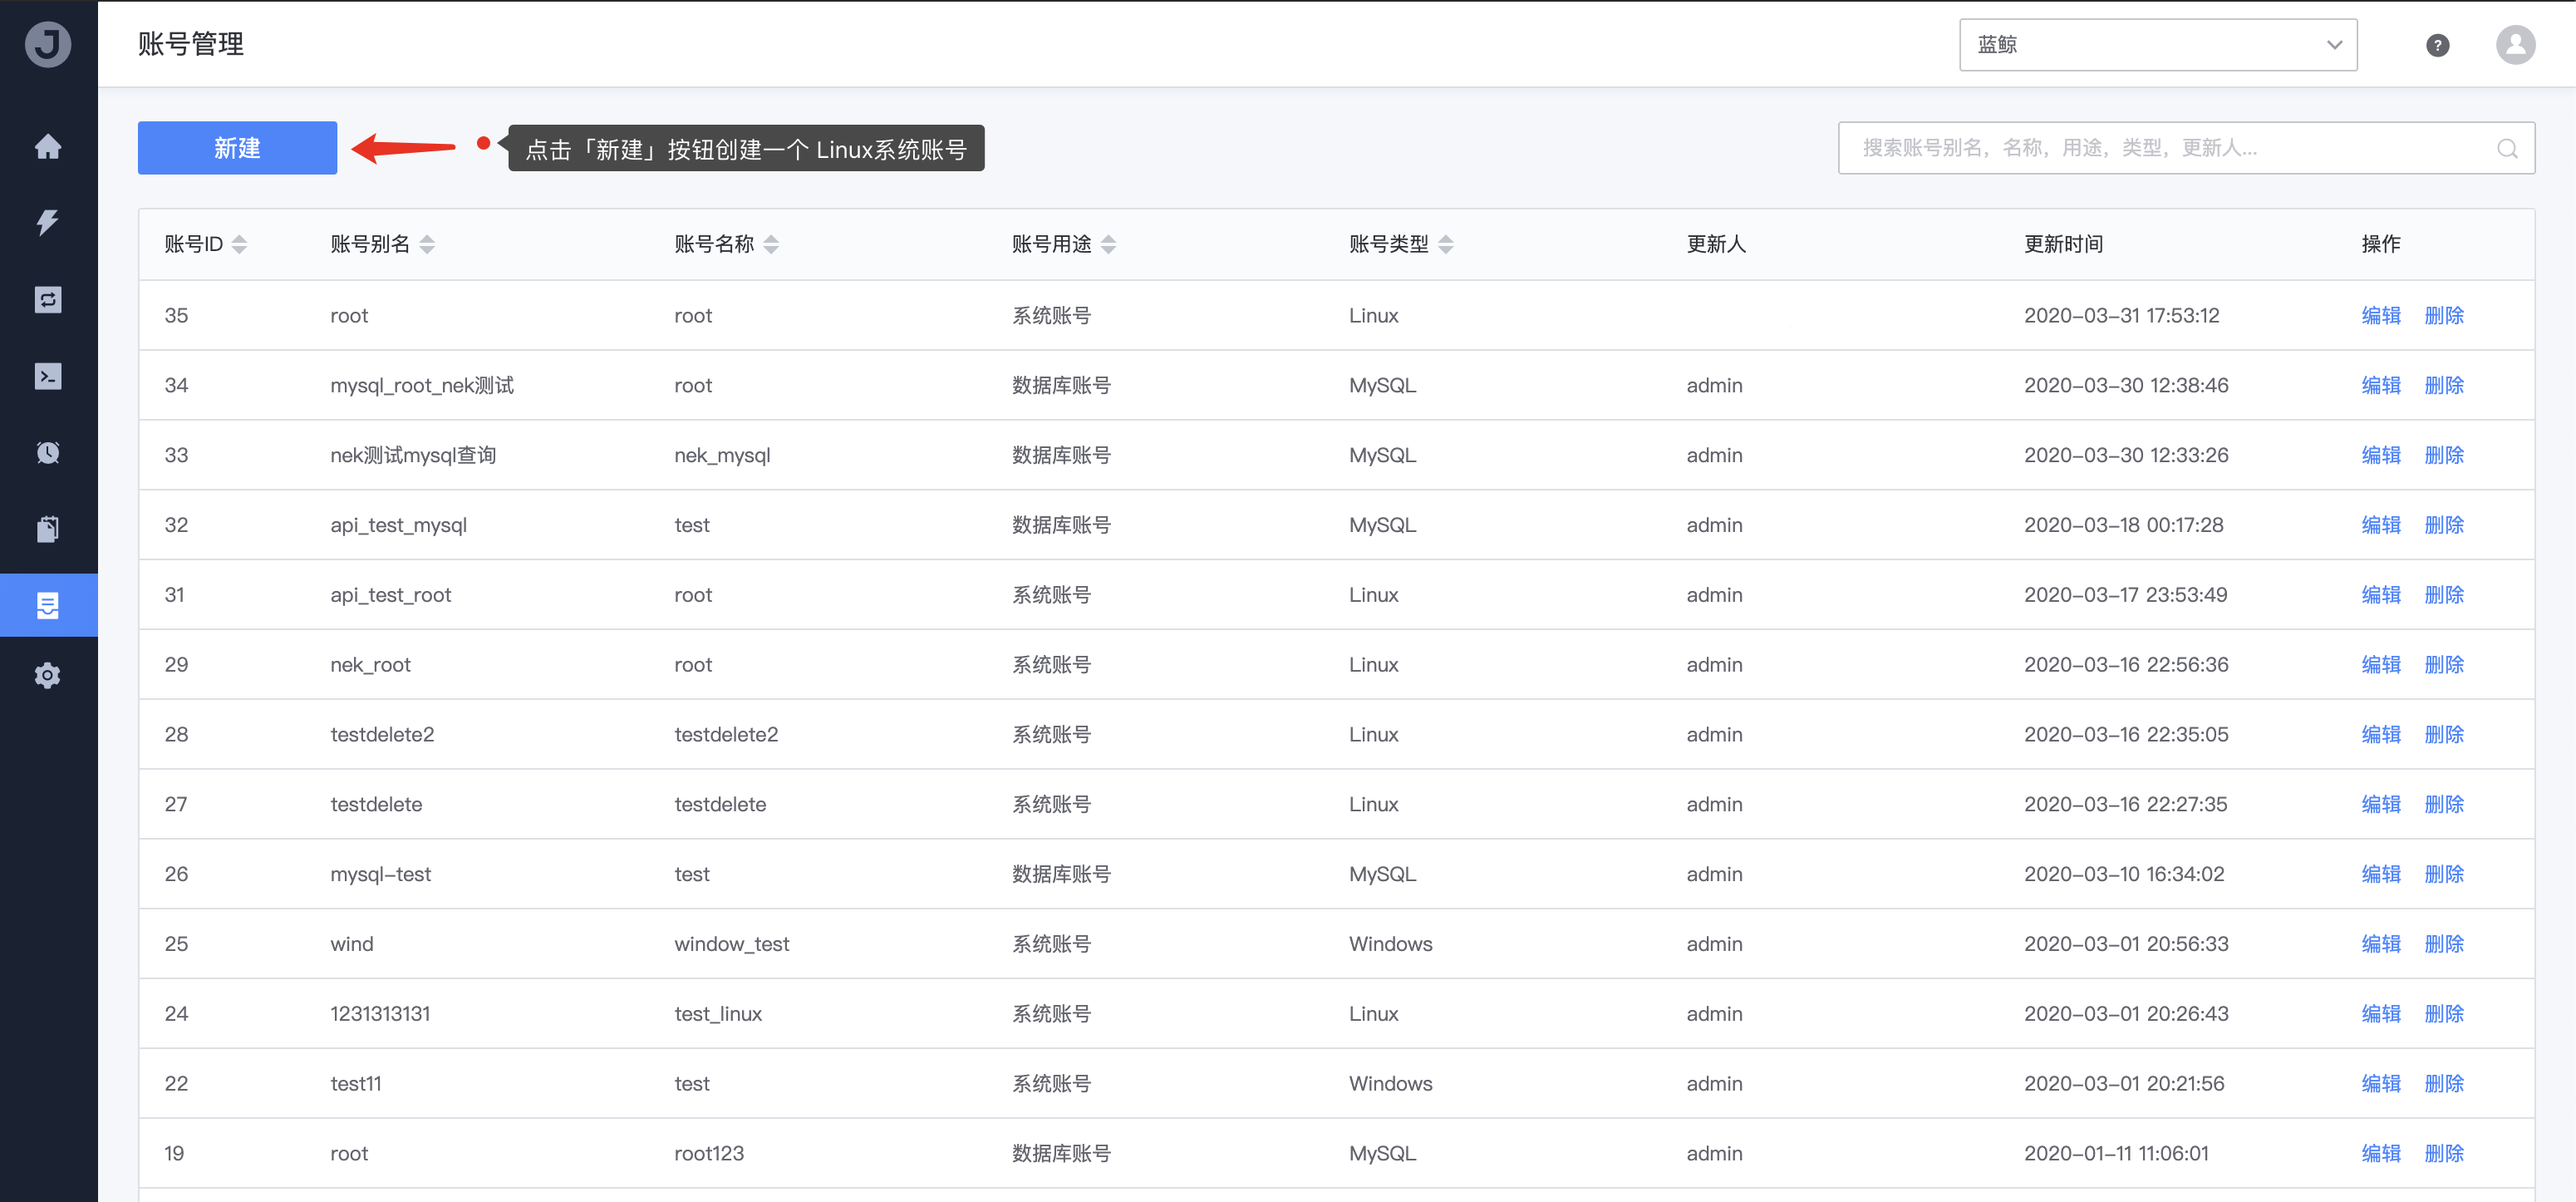 J
账号管理
蓝鲸
?
新建
点击「新建」按钮创建一个 Linux系统账号
搜索账号别名，名称，用途，类型，更新人...
账号ID 账号别名 账号名称 账号用途 账号类型 更新人 更新时间 操作
35 root root 系统账号 Linux 2020-03-31 17:53:12 编辑 删除
34 mysql_root_nek测试 root 数据库账号 MySQL admin 2020-03-30 12:38:46 编辑 删除
33 nek测试mysql查询 nek_mysql 数据库账号 MySQL admin 2020-03-30 12:33:26 编辑 删除
32 api_test_mysql test 数据库账号 MySQL admin 2020-03-18 00:17:28 编辑 删除
31 api_test_root root 系统账号 Linux admin 2020-03-17 23:53:49 编辑 删除
29 nek_root root 系统账号 Linux admin 2020-03-16 22:56:36 编辑 删除
28 testdelete2 testdelete2 系统账号 Linux admin 2020-03-16 22:35:05 编辑 删除
27 testdelete testdelete 系统账号 Linux admin 2020-03-16 22:27:35 编辑 删除
26 mysql-test test 数据库账号 MySQL admin 2020-03-10 16:34:02 编辑 删除
25 wind window_test 系统账号 Windows admin 2020-03-01 20:56:33 编辑 删除
24 1231313131 test_linux 系统账号 Linux admin 2020-03-01 20:26:43 编辑 删除
22 test11 test 系统账号 Windows admin 2020-03-01 20:21:56 编辑 删除
19 root root123 数据库账号 MySQL admin 2020-01-11 11:06:01 编辑 删除